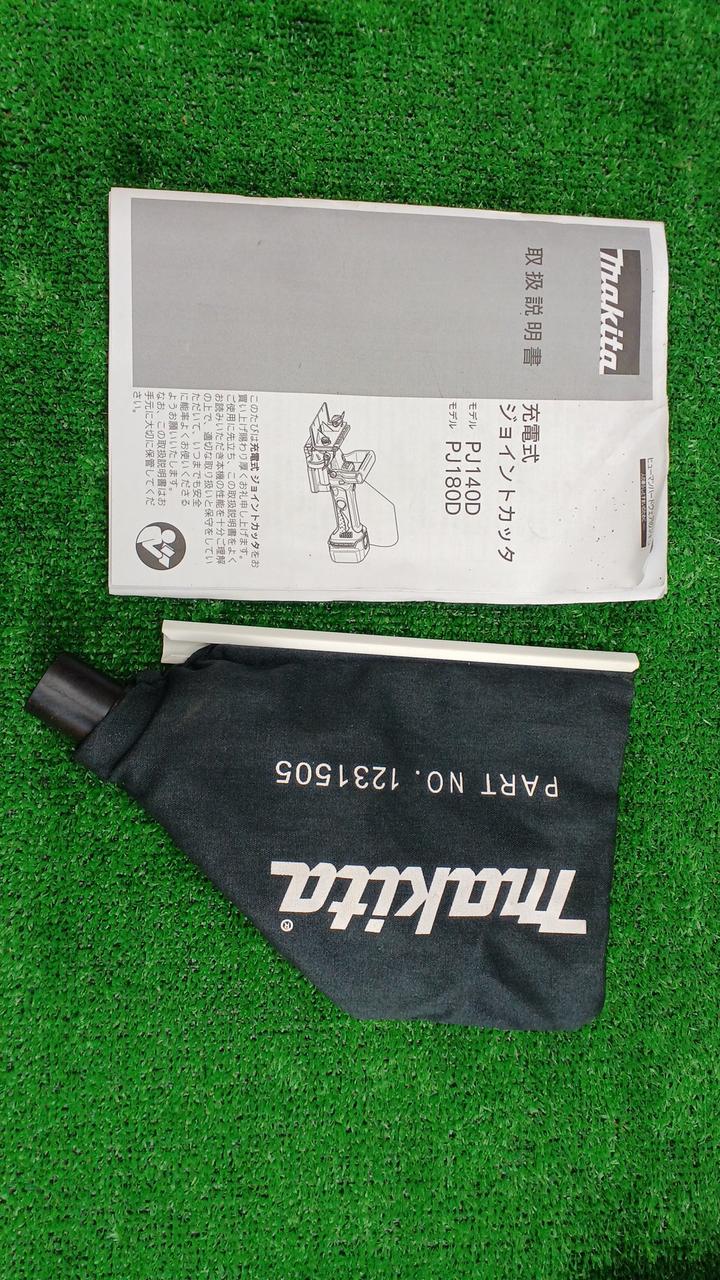 makita
取扱説明書
充電式
ジョイントカッタ
モデル PJ140D
モデル PJ180D
このたびは充電式 ジョイントカッタをお
買い上げ賜わり厚くお礼申し上げます。
ご使用に先立ち、この取扱説明書をよく
お読みいただき本機の性能を十分ご理解
の上で、適切な取り扱いと保守をしてい
ただいて、いつまでも安全
に能率よくお使いくださる
ようお願いいたします。
なお、この取扱説明書はお
手元に大切に保管してくだ
さい。
PART NO. 1231505
makita®